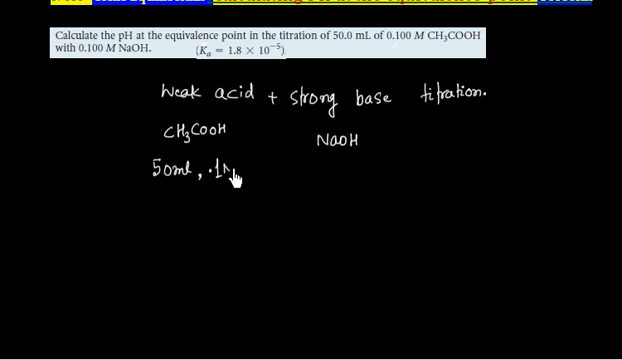 Calculate the pH at the equivalence point in the titration of 50.0 mL of 0.100 M CH₃COOH
with 0.100 M NaOH. (Kₐ = 1.8 × 10⁻⁵).
Weak acid + strong base titration.
CH₃COOH NaOH
50ml, .1